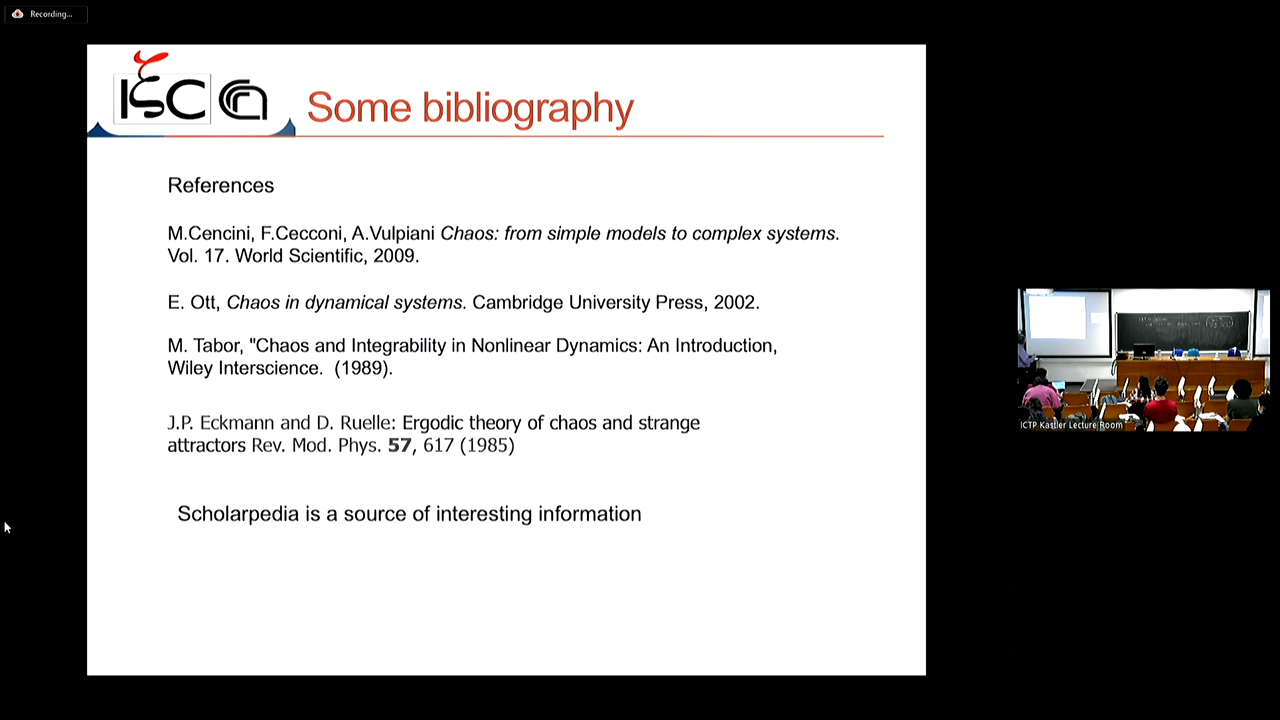 Recording...
ISC
Some bibliography
References
M.Cencini, F.Cecconi, A.Vulpiani Chaos: from simple models to complex systems.
Vol. 17. World Scientific, 2009.
E. Ott, Chaos in dynamical systems. Cambridge University Press, 2002.
M. Tabor, "Chaos and Integrability in Nonlinear Dynamics: An Introduction,
Wiley Interscience. (1989).
J.P. Eckmann and D. Ruelle: Ergodic theory of chaos and strange
attractors Rev. Mod. Phys. 57, 617 (1985)
Scholarpedia is a source of interesting information
ICTP Kastler Lecture Room